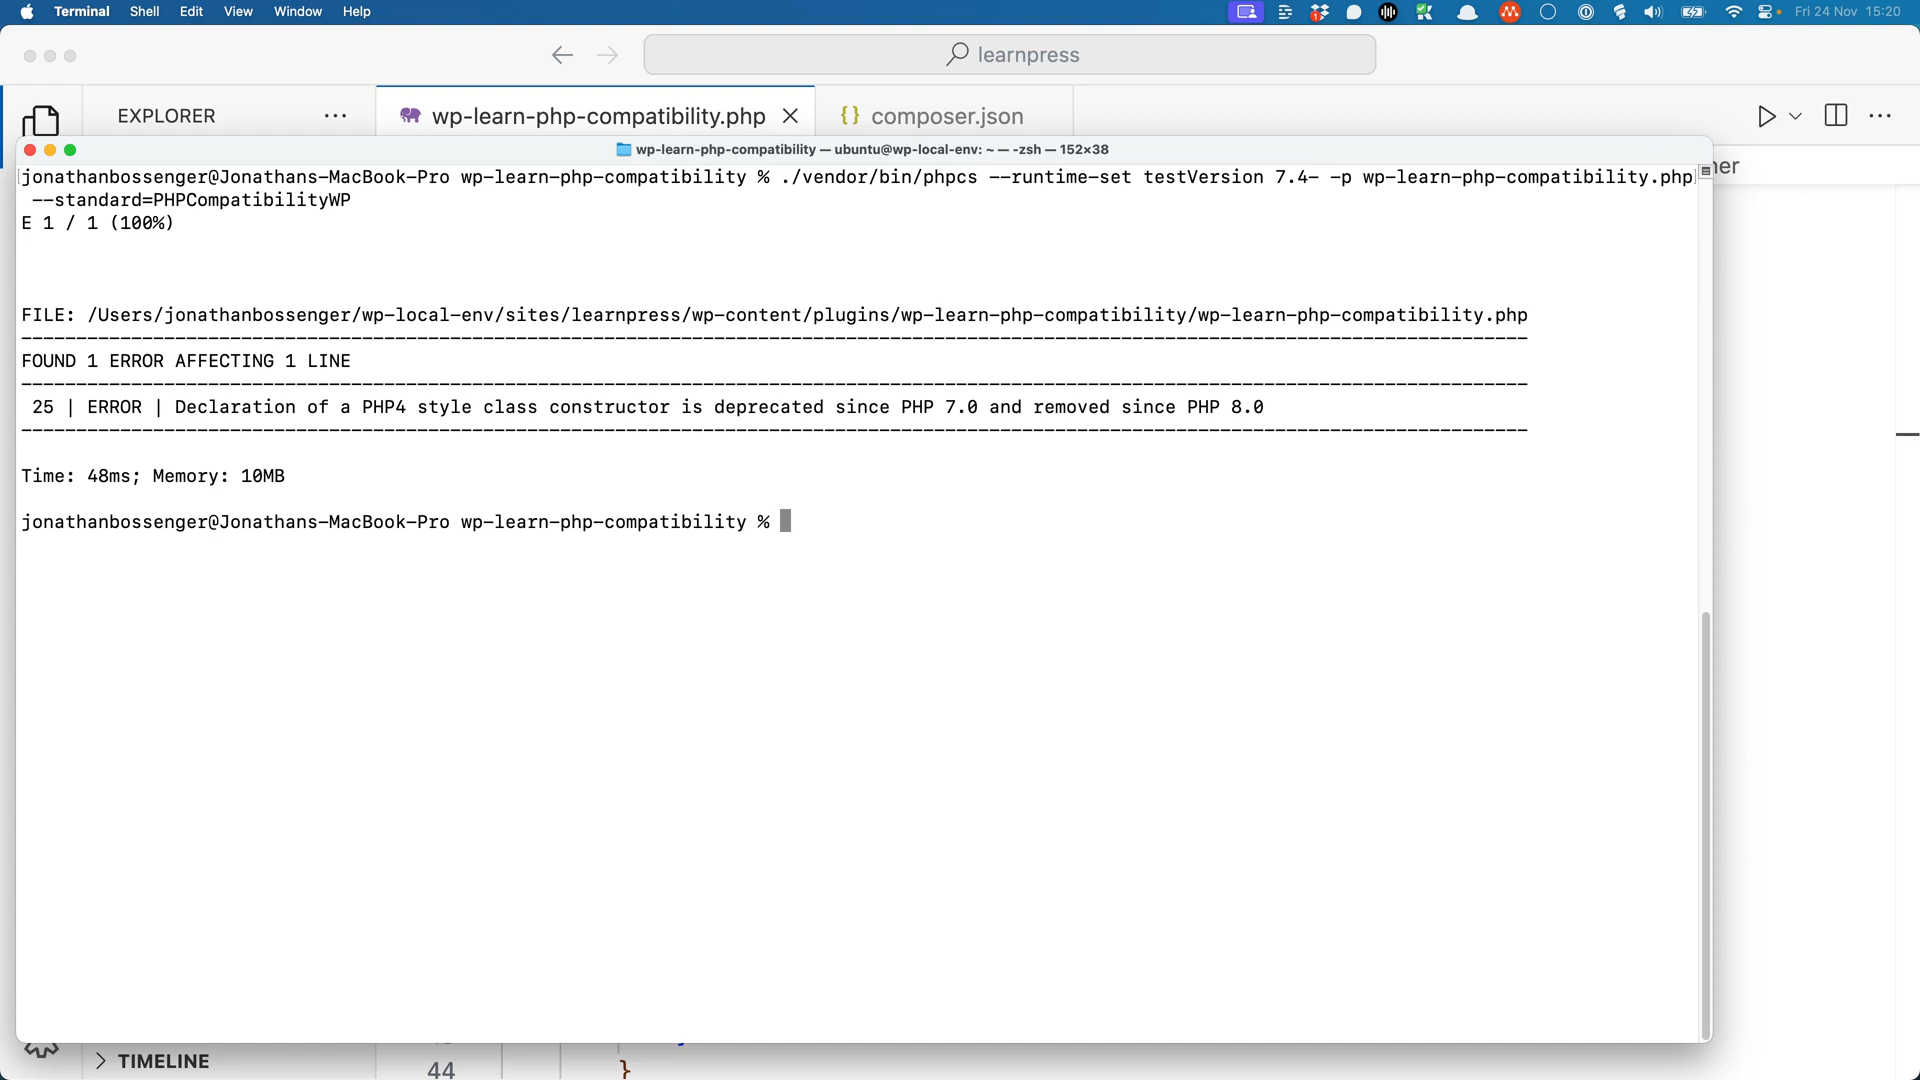 Terminal Shell Edit View Window Help Fri 24 Nov 15:20
learnpress
EXPLORER ··· wp-learn-php-compatibility.php {} composer.json ···
wp-learn-php-compatibility — ubuntu@wp-local-env: ~ — -zsh — 152×38
jonathanbossenger@Jonathans-MacBook-Pro wp-learn-php-compatibility % ./vendor/bin/phpcs --runtime-set testVersion 7.4- -p wp-learn-php-compatibility.php
--standard=PHPCompatibilityWP
E 1 / 1 (100%)
FILE: /Users/jonathanbossenger/wp-local-env/sites/learnpress/wp-content/plugins/wp-learn-php-compatibility/wp-learn-php-compatibility.php
FOUND 1 ERROR AFFECTING 1 LINE
25 | ERROR | Declaration of a PHP4 style class constructor is deprecated since PHP 7.0 and removed since PHP 8.0
Time: 48ms; Memory: 10MB
jonathanbossenger@Jonathans-MacBook-Pro wp-learn-php-compatibility %
TIMELINE
44 }